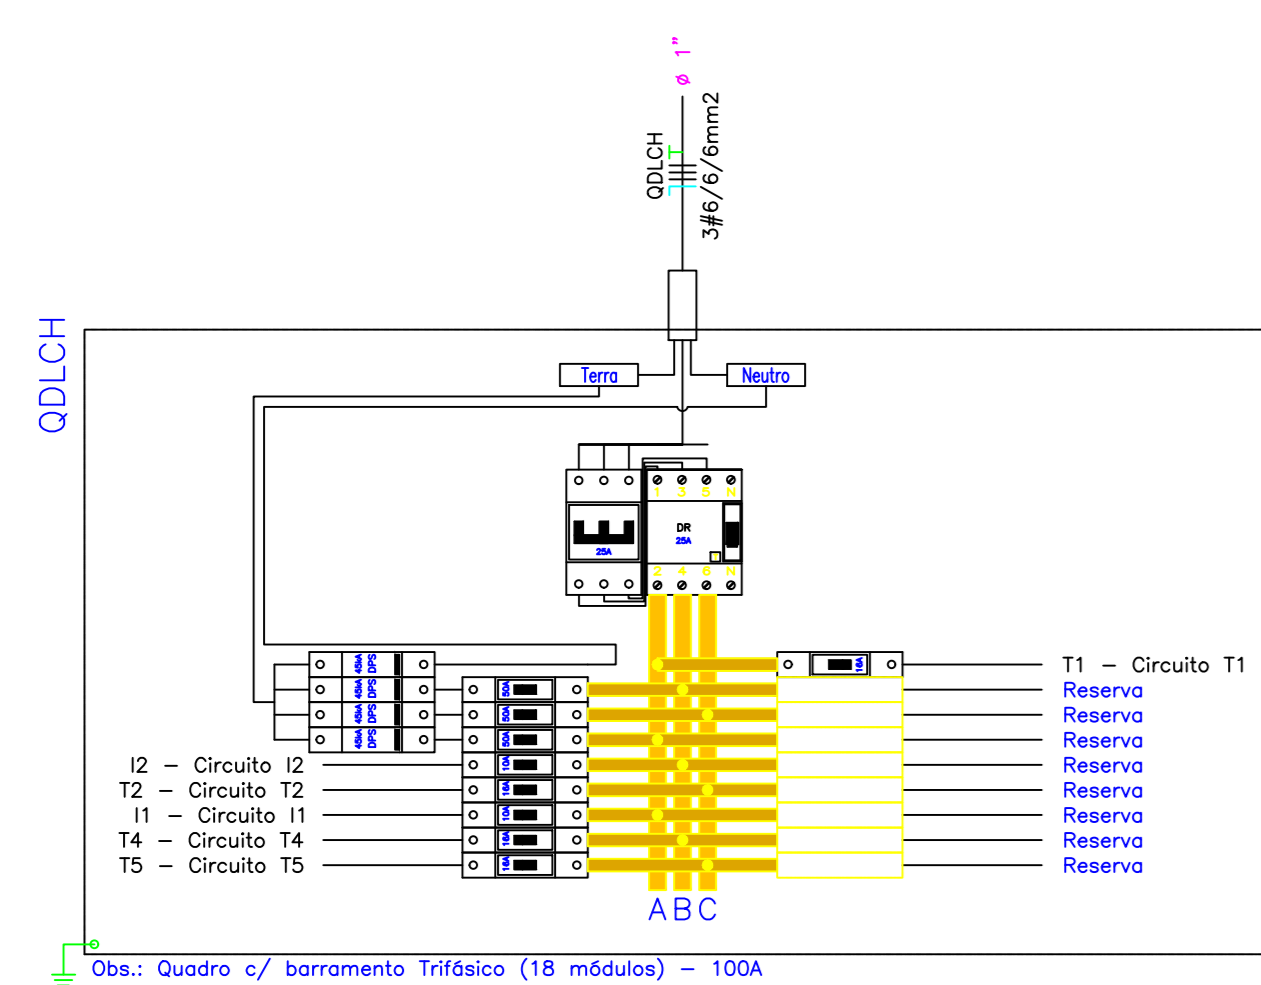 ø 1"
QDLCH
3#6/6/6mm2
QDLCH
Terra
Neutro
1 3 5 N
DR
25A
25A
2 4 6 N
45kA DPS
16A
T1 – Circuito T1
45kA DPS
50A
Reserva
45kA DPS
50A
Reserva
45kA DPS
50A
Reserva
I2 – Circuito I2
10A
Reserva
T2 – Circuito T2
16A
Reserva
I1 – Circuito I1
10A
Reserva
T4 – Circuito T4
16A
Reserva
T5 – Circuito T5
16A
Reserva
A B C
Obs.: Quadro c/ barramento Trifásico (18 módulos) – 100A